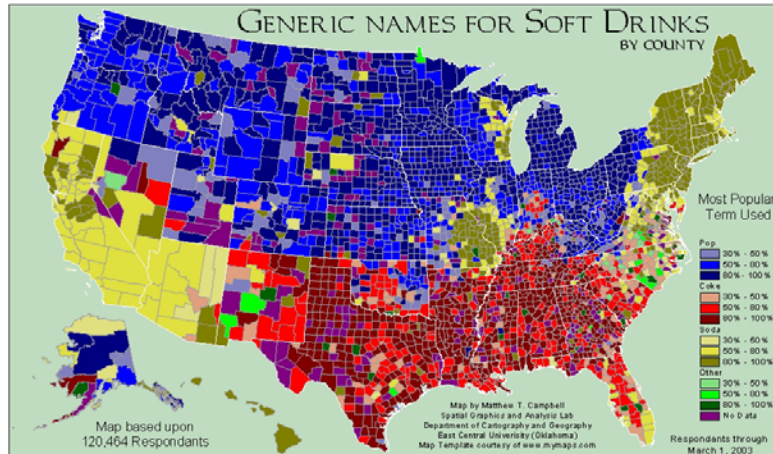 GENERIC NAMES FOR SOFT DRINKS
BY COUNTY
Most Popular
Term Used
Pop
30% - 50%
50% - 80%
80% - 100%
Coke
30% - 50%
50% - 80%
80% - 100%
Soda
30% - 50%
50% - 80%
80% - 100%
Other
30% - 50%
50% - 80%
80% - 100%
No Data
Map based upon
120,464 Respondants
Map by Matthew T. Campbell
Spatial Graphics and Analysis Lab
Department of Cartography and Geography
East Central University (Oklahoma)
Map Template courtesy of www.mymaps.com
Respondents through
March 1, 2003